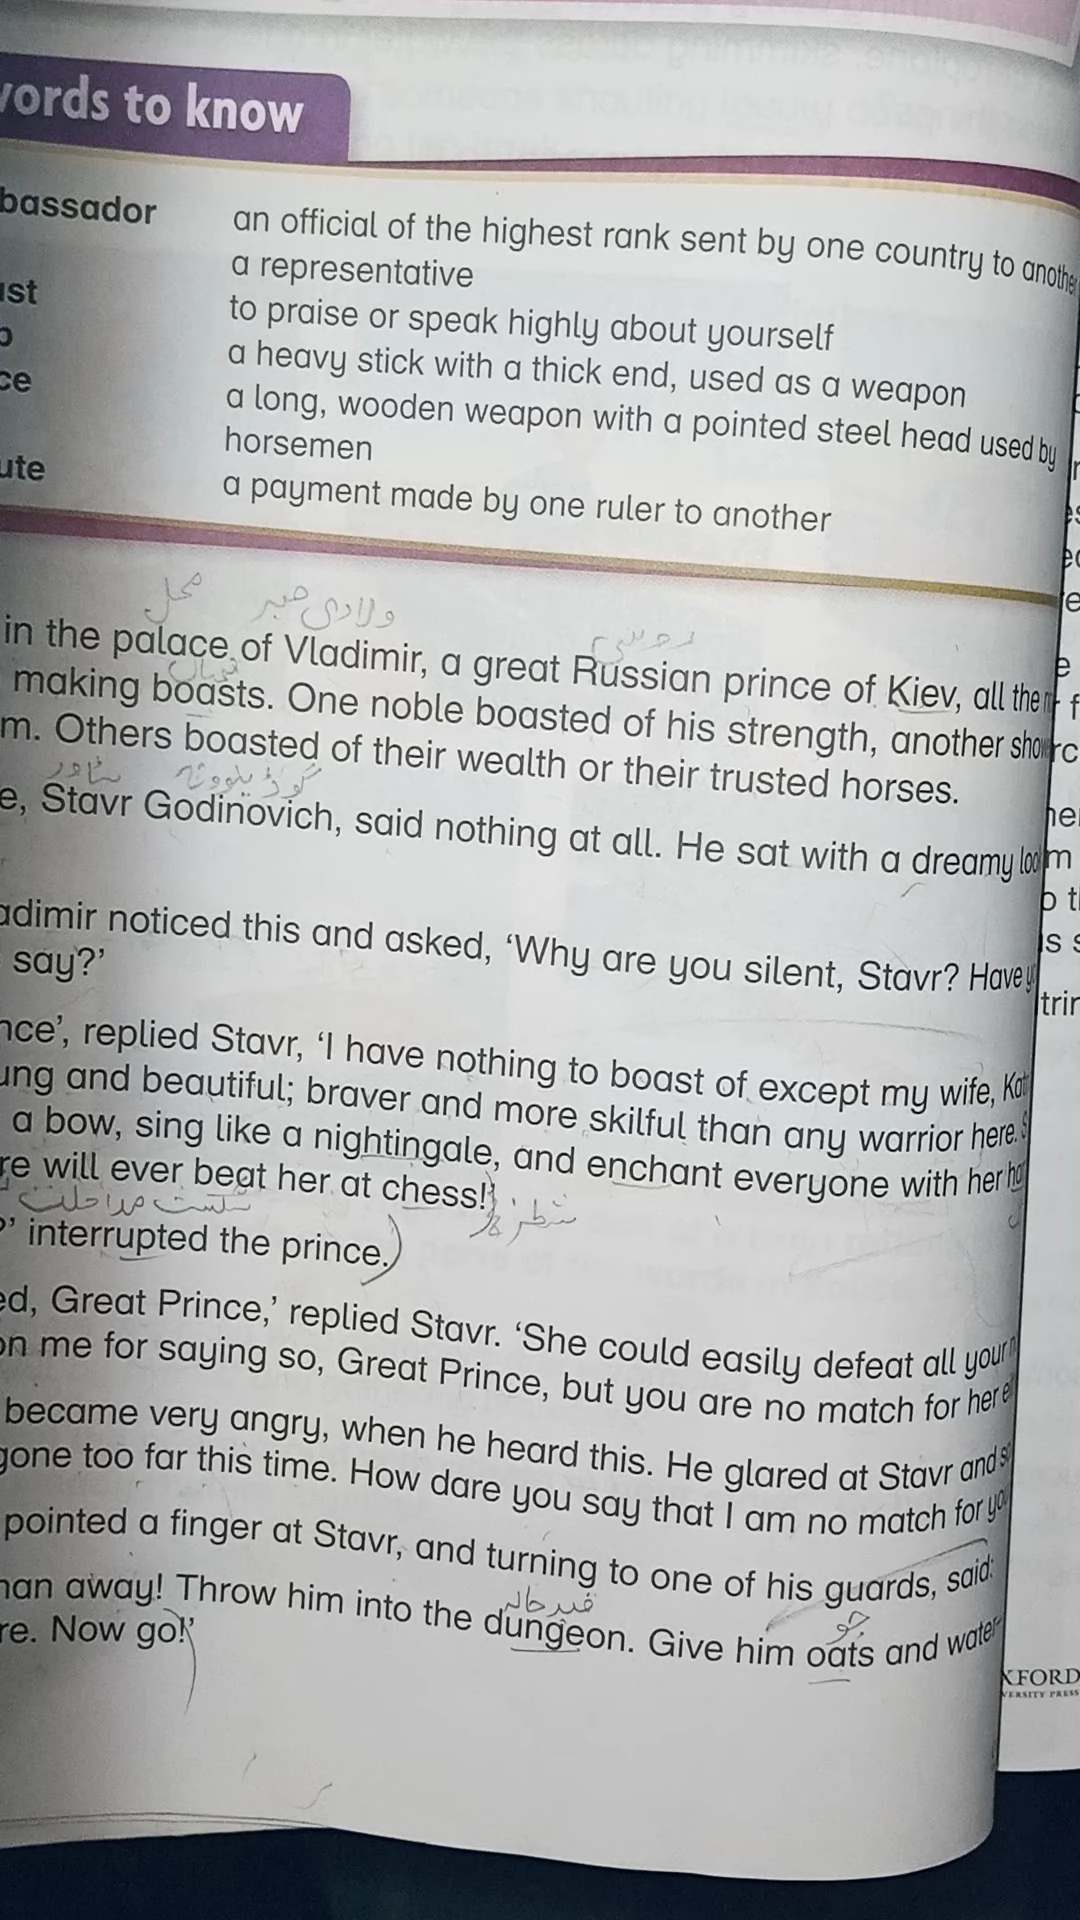 words to know
bassador an official of the highest rank sent by one country to another
a representative
ust to praise or speak highly about yourself
b a heavy stick with a thick end, used as a weapon
ce a long, wooden weapon with a pointed steel head used by
horsemen
ute a payment made by one ruler to another
محل
in the palace of Vladimir, a great Russian prince of Kiev, all the
making boasts. One noble boasted of his strength, another
m. Others boasted of their wealth or their trusted horses.
e, Stavr Godinovich, said nothing at all. He sat with a dreamy
adimir noticed this and asked, ‘Why are you silent, Stavr? Have
say?’
nce’, replied Stavr, ‘I have nothing to boast of except my wife,
ung and beautiful; braver and more skilful than any warrior here.
a bow, sing like a nightingale, and enchant everyone with her
re will ever beat her at chess!’
شکست
?’ interrupted the prince.
ed, Great Prince,’ replied Stavr. ‘She could easily defeat all your
on me for saying so, Great Prince, but you are no match for her
became very angry, when he heard this. He glared at Stavr and
gone too far this time. How dare you say that I am no match for
pointed a finger at Stavr, and turning to one of his guards, said:
جو
nan away! Throw him into the dungeon. Give him oats and water
re. Now go!’
XFORD
VERSITY PRESS